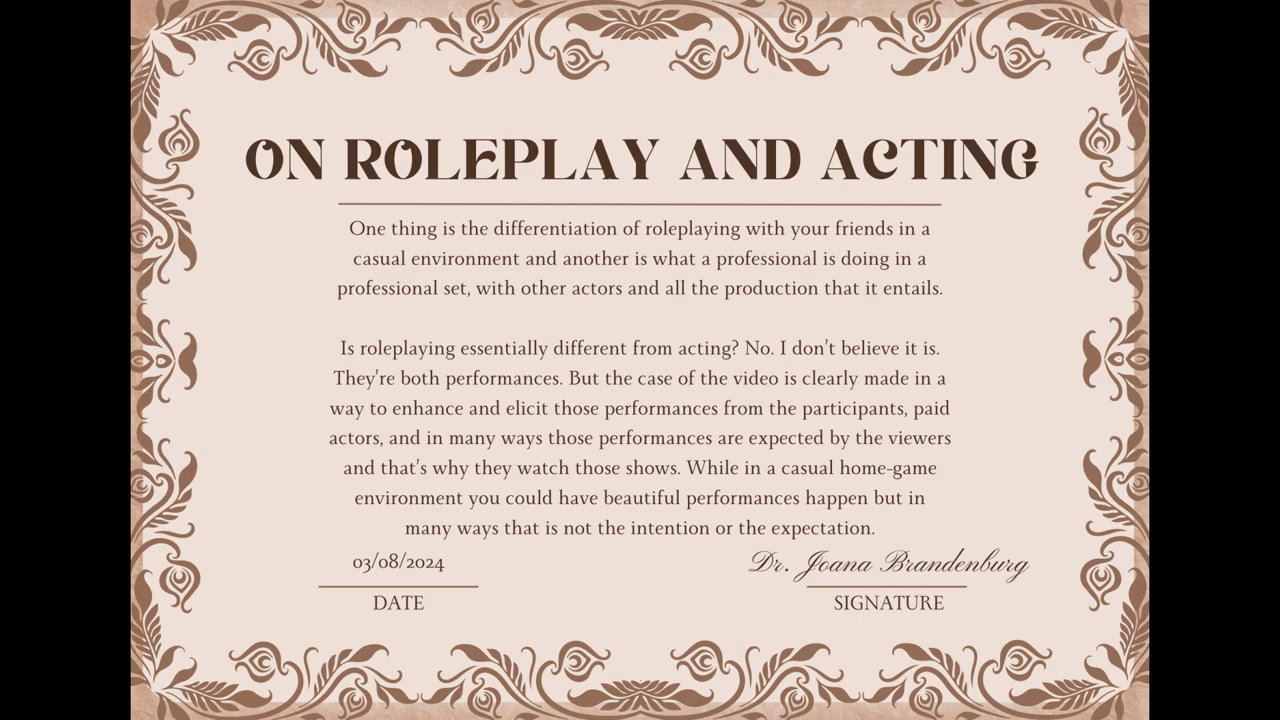 ON ROLEPLAY AND ACTING
One thing is the differentiation of roleplaying with your friends in a
casual environment and another is what a professional is doing in a
professional set, with other actors and all the production that it entails.
Is roleplaying essentially different from acting? No. I don't believe it is.
They're both performances. But the case of the video is clearly made in a
way to enhance and elicit those performances from the participants, paid
actors, and in many ways those performances are expected by the viewers
and that's why they watch those shows. While in a casual home-game
environment you could have beautiful performances happen but in
many ways that is not the intention or the expectation.
03/08/2024
Dr. Joana Brandenburg
DATE
SIGNATURE